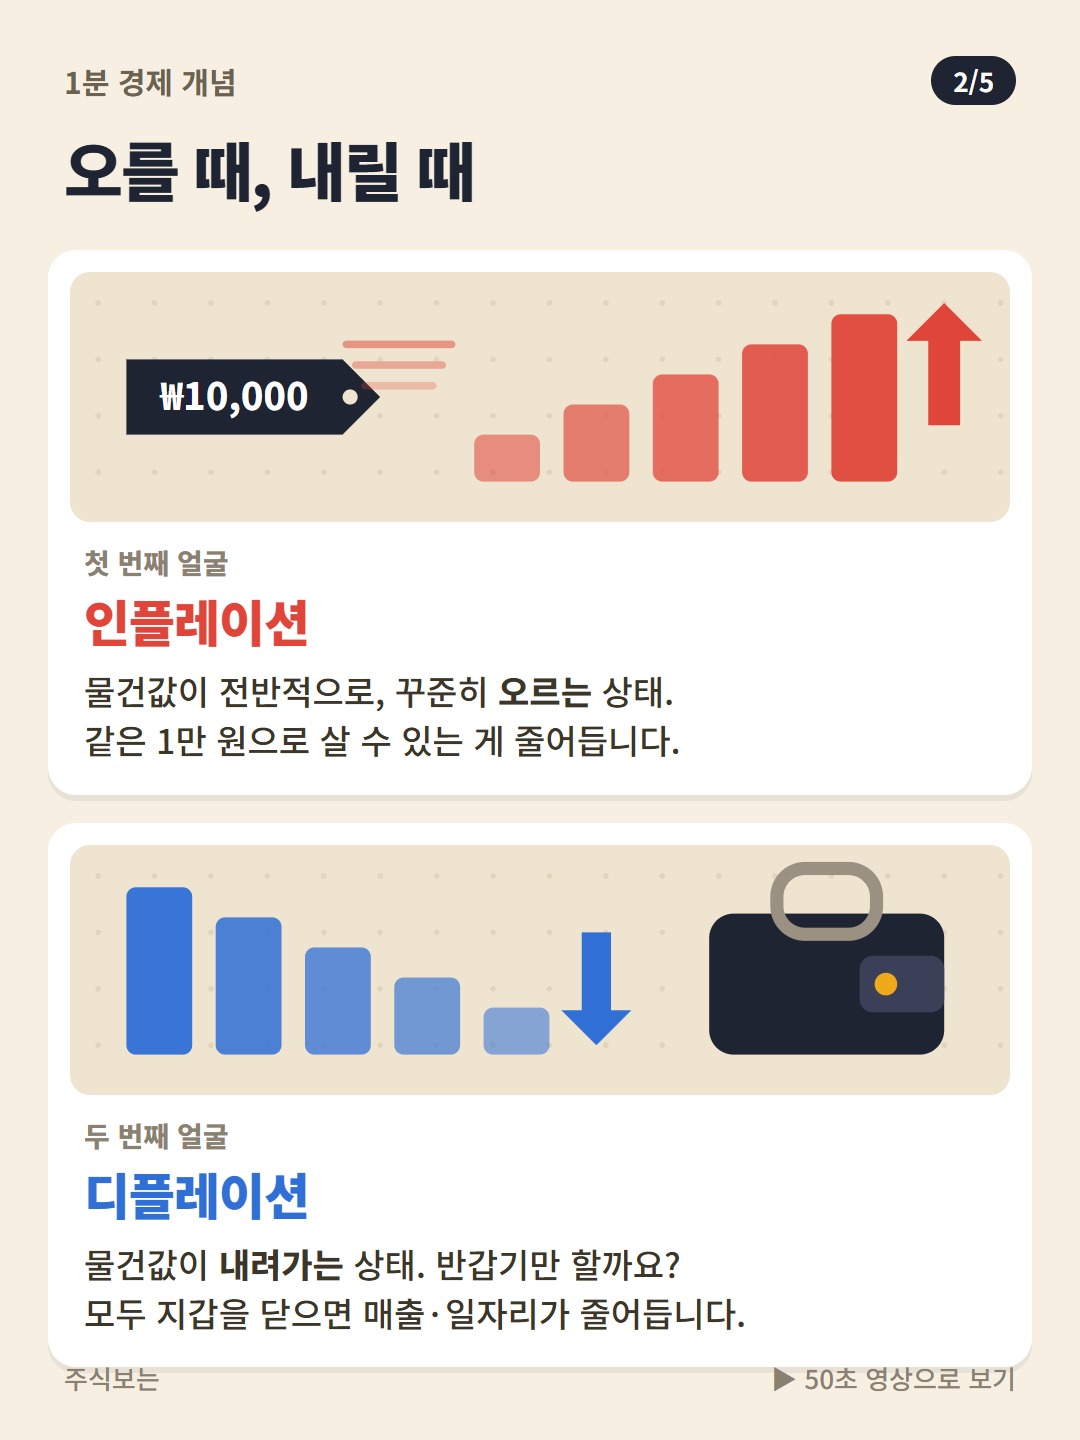 1분 경제 개념
2/5
오를 때, 내릴 때
₩10,000
첫 번째 얼굴
인플레이션
물건값이 전반적으로, 꾸준히 오르는 상태.
같은 1만 원으로 살 수 있는 게 줄어듭니다.
두 번째 얼굴
디플레이션
물건값이 내려가는 상태. 반갑기만 할까요?
모두 지갑을 닫으면 매출·일자리가 줄어듭니다.
주식보는
▶ 50초 영상으로 보기